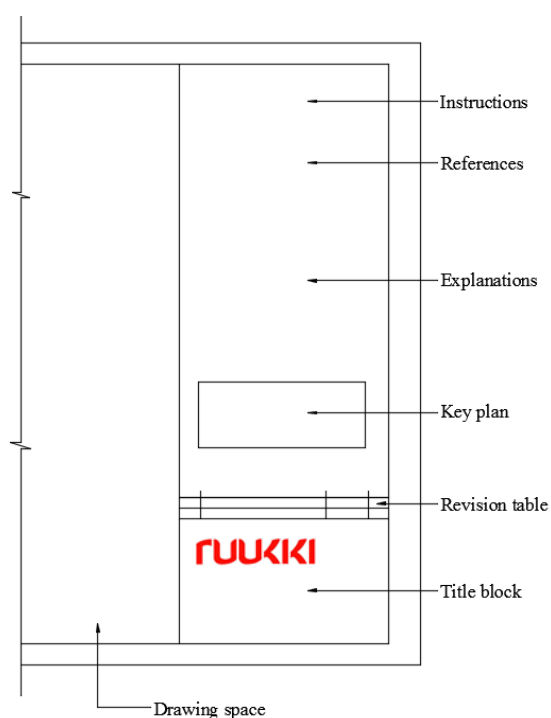 Instructions
References
Explanations
Key plan
Revision table
ruukki
Title block
Drawing space